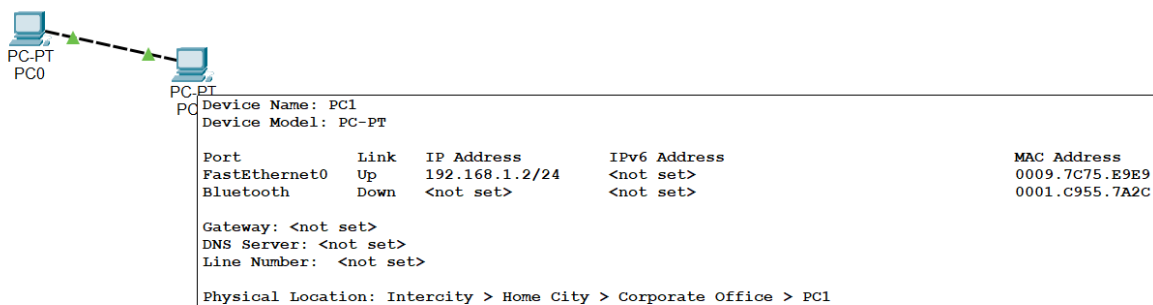 PC-PT
PC0
PC-PT
PC
Device Name: PC1
Device Model: PC-PT
Port Link IP Address IPv6 Address MAC Address
FastEthernet0 Up 192.168.1.2/24 <not set> 0009.7C75.E9E9
Bluetooth Down <not set> <not set> 0001.C955.7A2C
Gateway: <not set>
DNS Server: <not set>
Line Number: <not set>
Physical Location: Intercity > Home City > Corporate Office > PC1